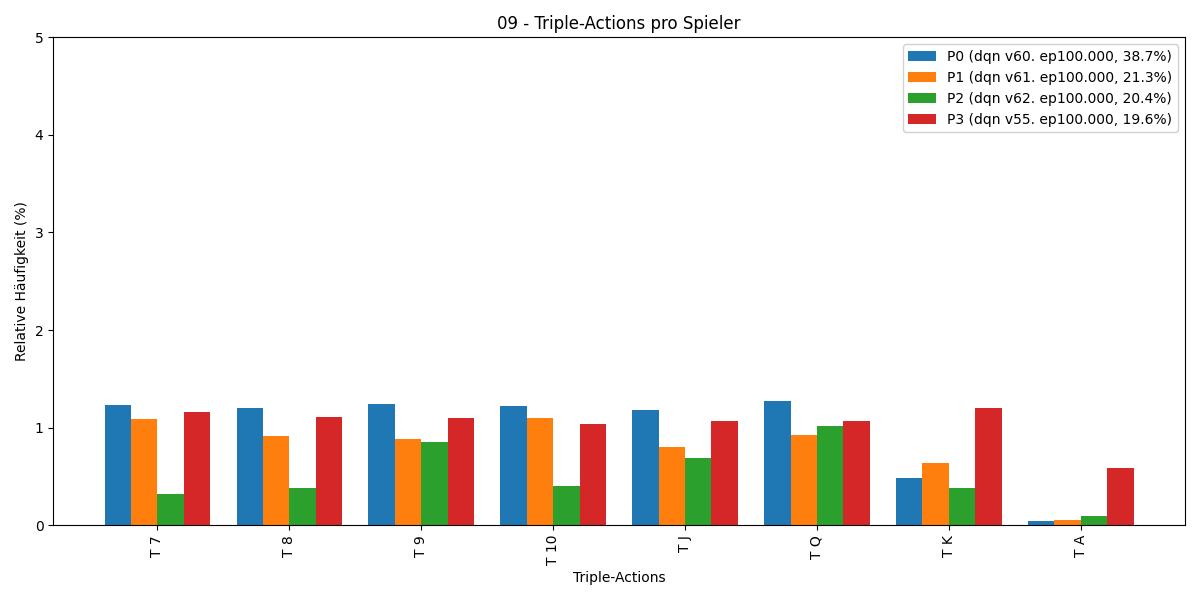 09 - Triple-Actions pro Spieler
P0 (dqn v60. ep100.000, 38.7%)
P1 (dqn v61. ep100.000, 21.3%)
P2 (dqn v62. ep100.000, 20.4%)
P3 (dqn v55. ep100.000, 19.6%)
Relative Häufigkeit (%)
5
4
3
2
1
0
T 7
T 8
T 9
T 10
T J
T Q
T K
T A
Triple-Actions